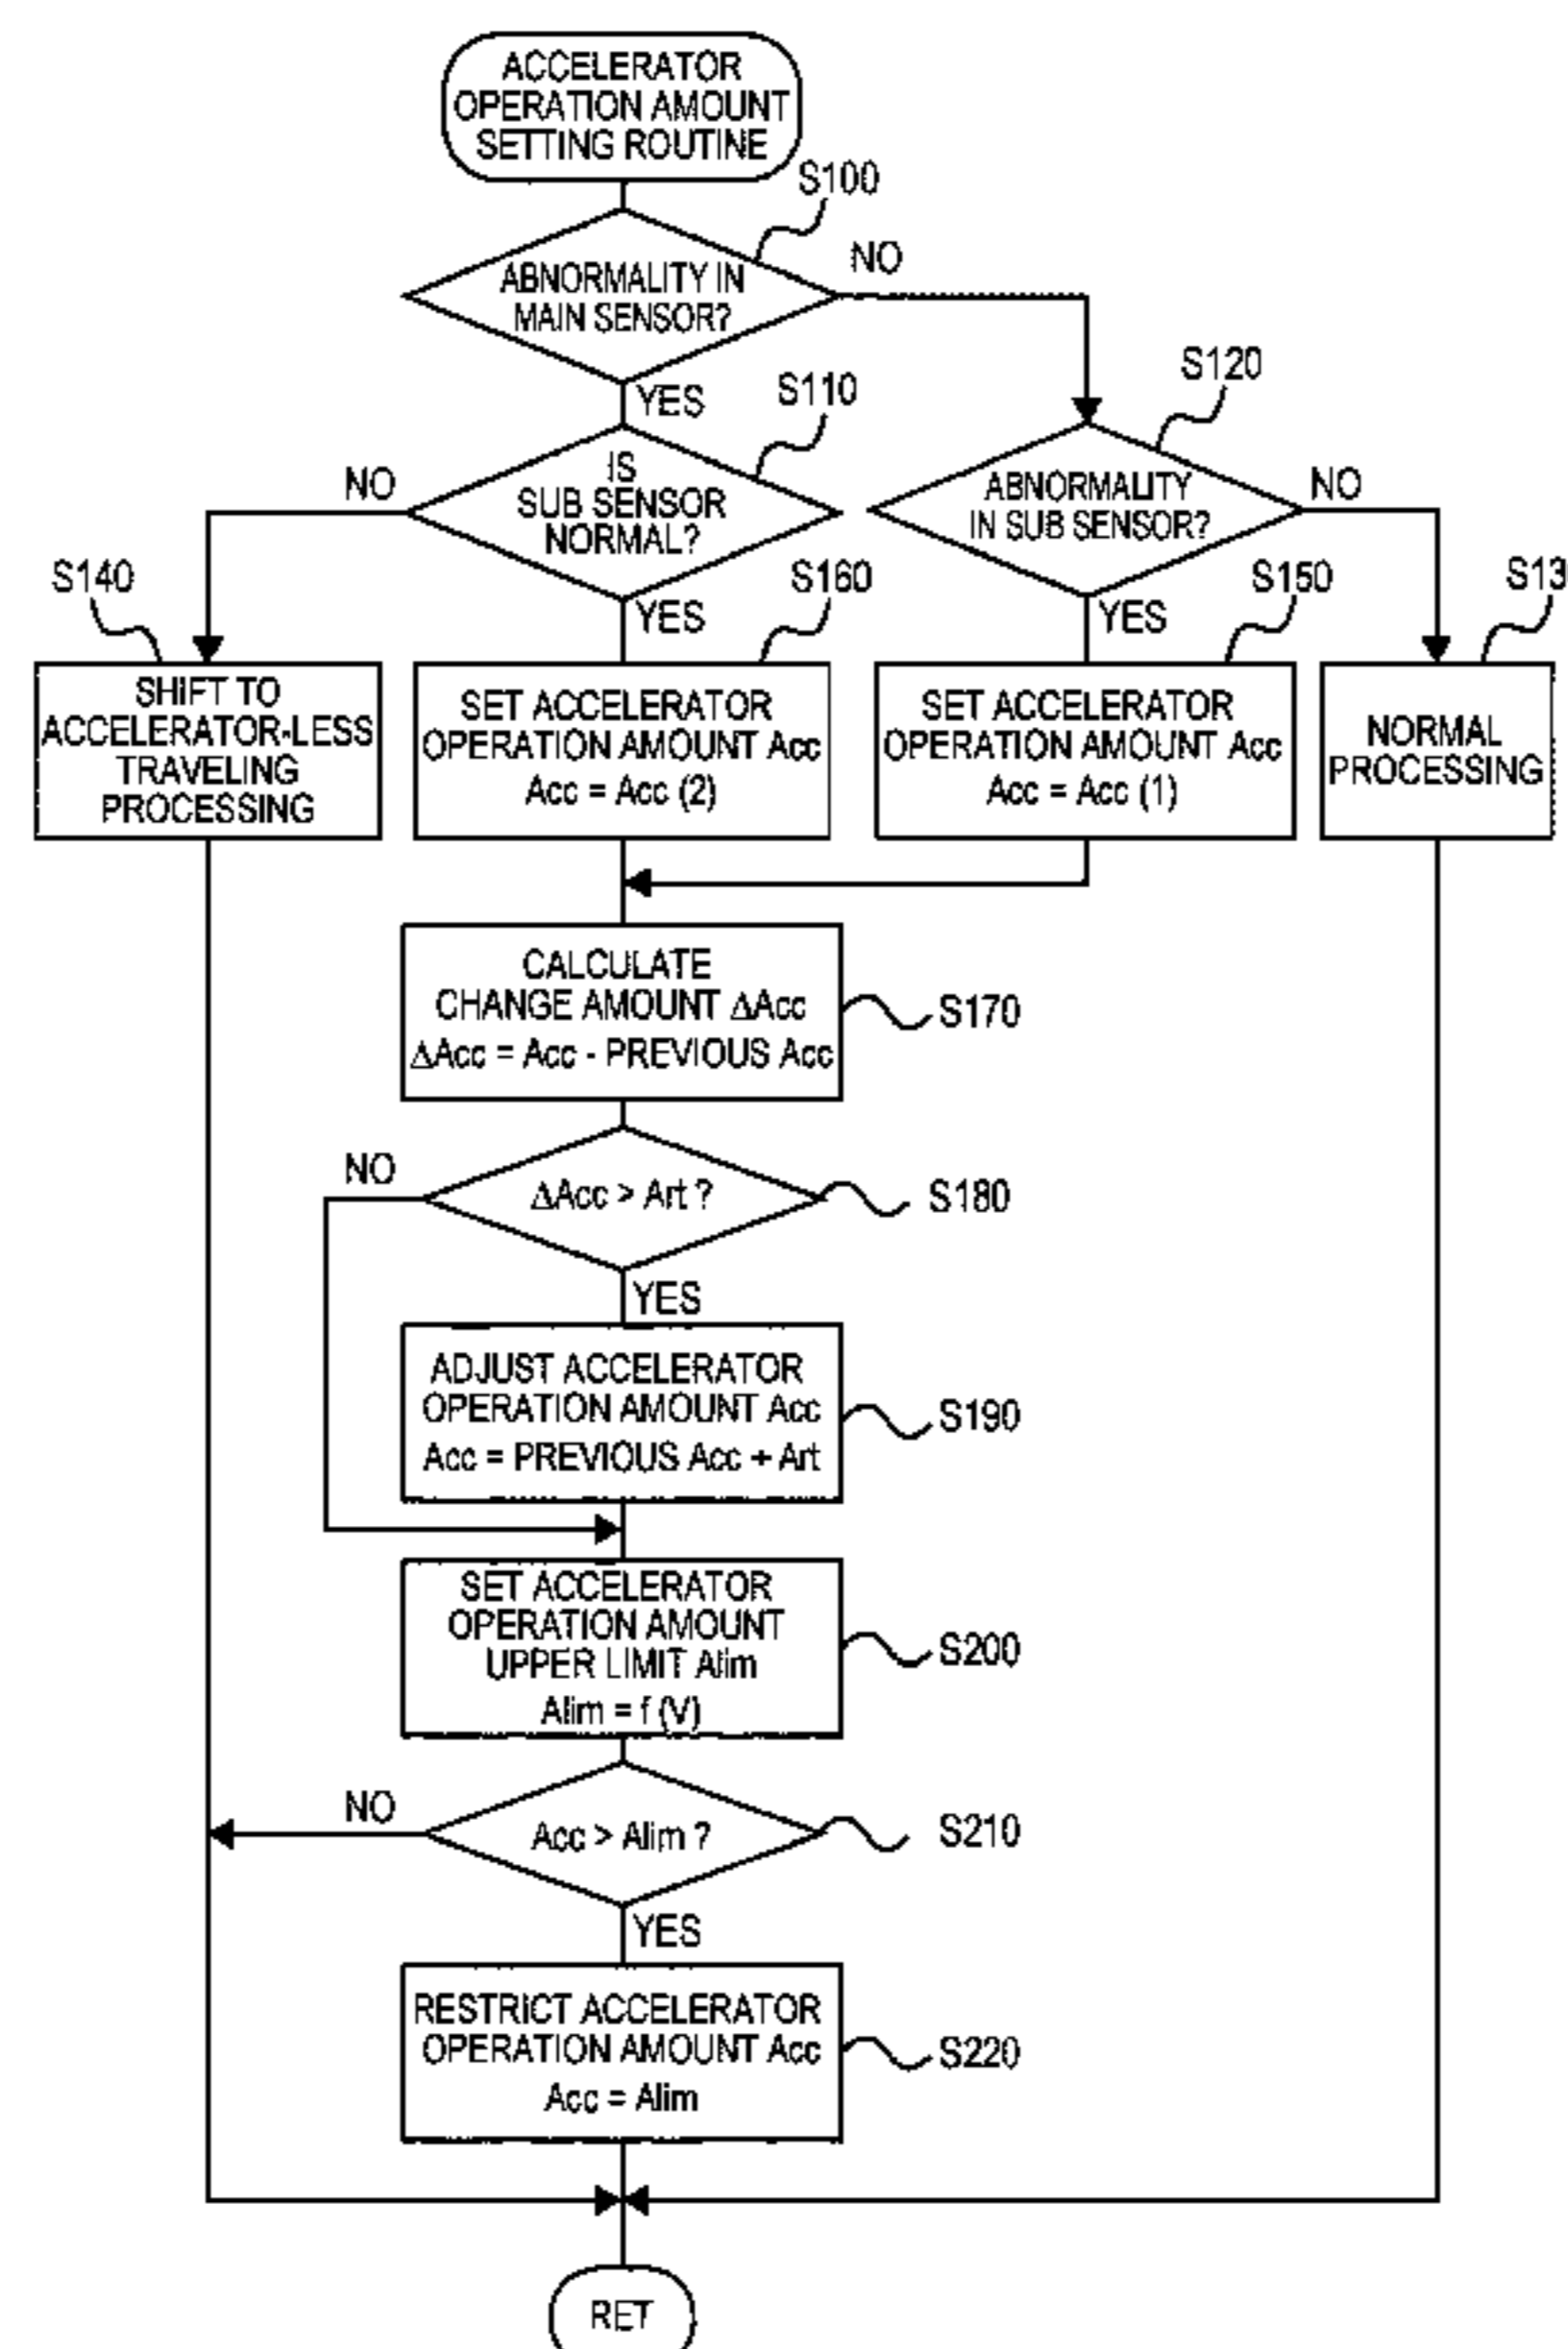 ACCELERATOR
OPERATION AMOUNT
SETTING ROUTINE
S100
ABNORMALITY IN
MAIN SENSOR?
NO
YES
S110
S120
NO
IS
SUB SENSOR
NORMAL?
ABNORMALITY
IN SUB SENSOR?
NO
S140
YES
S160
YES
S150
S13
SHIFT TO
ACCELERATOR-LESS
TRAVELING
PROCESSING
SET ACCELERATOR
OPERATION AMOUNT Acc
Acc = Acc (2)
SET ACCELERATOR
OPERATION AMOUNT Acc
Acc = Acc (1)
NORMAL
PROCESSING
CALCULATE
CHANGE AMOUNT ΔAcc
ΔAcc = Acc - PREVIOUS Acc
S170
NO
ΔAcc > Art ?
S180
YES
ADJUST ACCELERATOR
OPERATION AMOUNT Acc
Acc = PREVIOUS Acc + Art
S190
SET ACCELERATOR
OPERATION AMOUNT
UPPER LIMIT Alim
Alim = f (V)
S200
NO
Acc > Alim ?
S210
YES
RESTRICT ACCELERATOR
OPERATION AMOUNT Acc
Acc = Alim
S220
RET